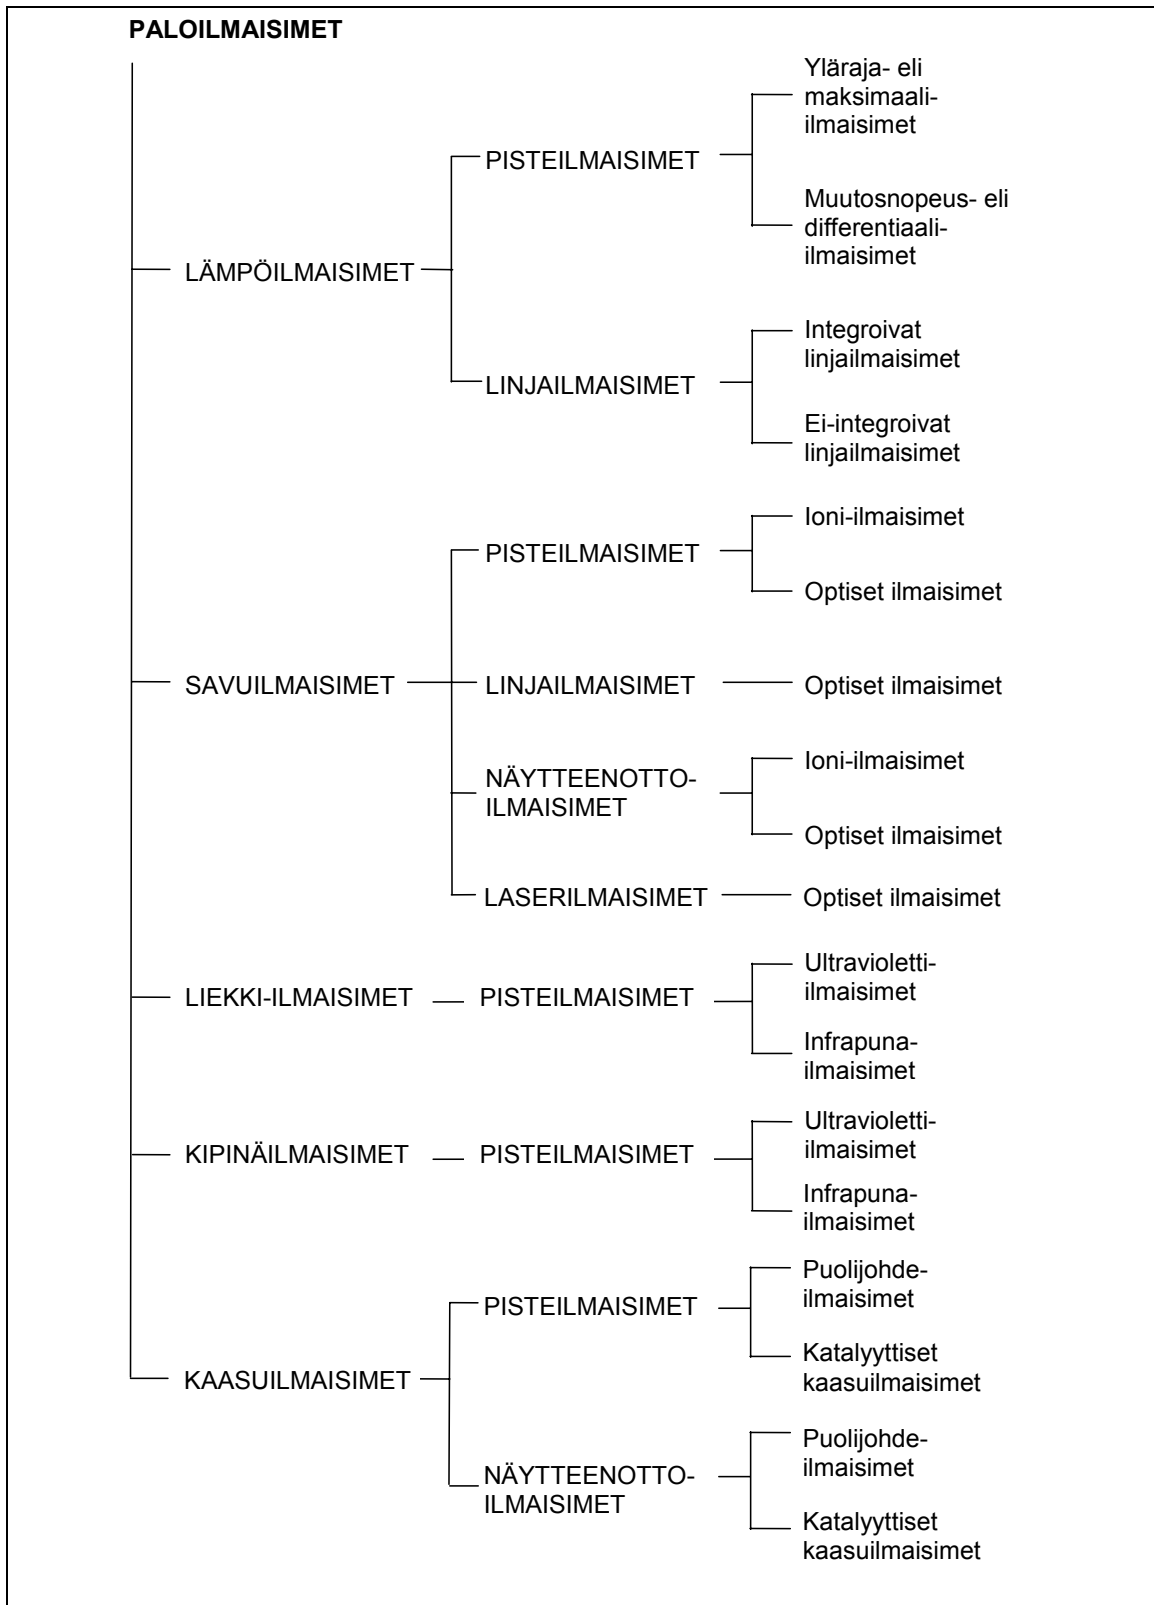 PALOILMAISIMET
Yläraja- eli
maksimaali-
ilmaisimet
PISTEILMAISIMET
Muutosnopeus- eli
differentiaali-
ilmaisimet
LÄMPÖILMAISIMET
Integroivat
linjailmaisimet
LINJAILMAISIMET
Ei-integroivat
linjailmaisimet
Ioni-ilmaisimet
PISTEILMAISIMET
Optiset ilmaisimet
SAVUILMAISIMET
LINJAILMAISIMET
Optiset ilmaisimet
Ioni-ilmaisimet
NÄYTTEENOTTO-
ILMAISIMET
Optiset ilmaisimet
LASERILMAISIMET
Optiset ilmaisimet
Ultravioletti-
ilmaisimet
LIEKKI-ILMAISIMET
PISTEILMAISIMET
Infrapuna-
ilmaisimet
Ultravioletti-
ilmaisimet
KIPINÄILMAISIMET
PISTEILMAISIMET
Infrapuna-
ilmaisimet
Puolijohde-
ilmaisimet
PISTEILMAISIMET
Katalyyttiset
kaasuilmaisimet
KAASUILMAISIMET
Puolijohde-
ilmaisimet
NÄYTTEENOTTO-
ILMAISIMET
Katalyyttiset
kaasuilmaisimet